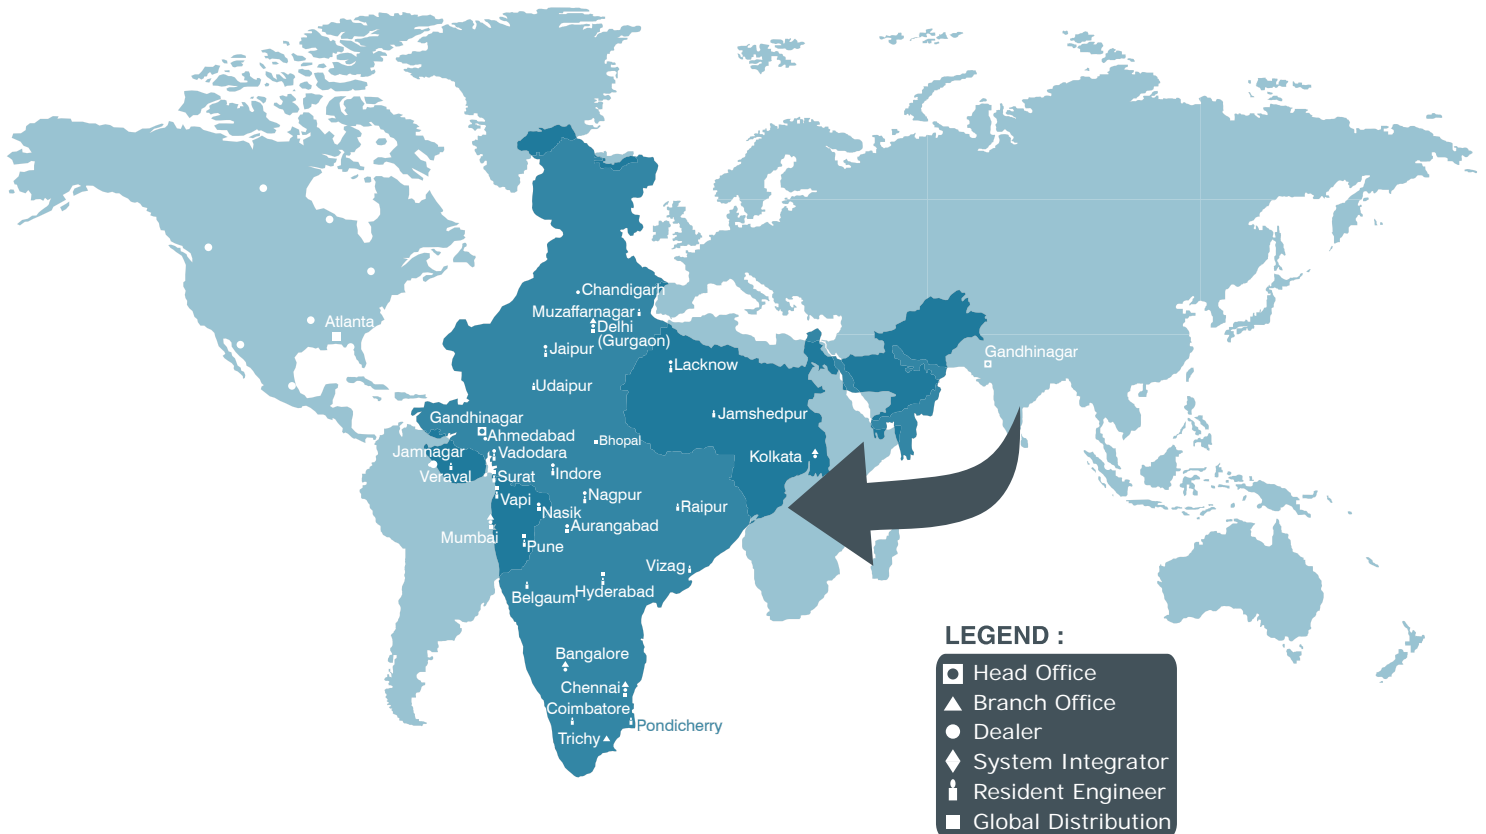 Chandigarh
Muzaffarnagar
Delhi
(Gurgaon)
Atlanta
Jaipur
Gandhinagar
Lacknow
Udaipur
Jamshedpur
Gandhinagar
Ahmedabad
Bhopal
Jamnagar
Vadodara
Kolkata
Veraval
Surat
Indore
Vapi
Nagpur
Raipur
Nasik
Aurangabad
Mumbai
Pune
Vizag
Belgaum
Hyderabad
Bangalore
Chennai
Coimbatore
Pondicherry
Trichy
LEGEND :
Head Office
Branch Office
Dealer
System Integrator
Resident Engineer
Global Distribution